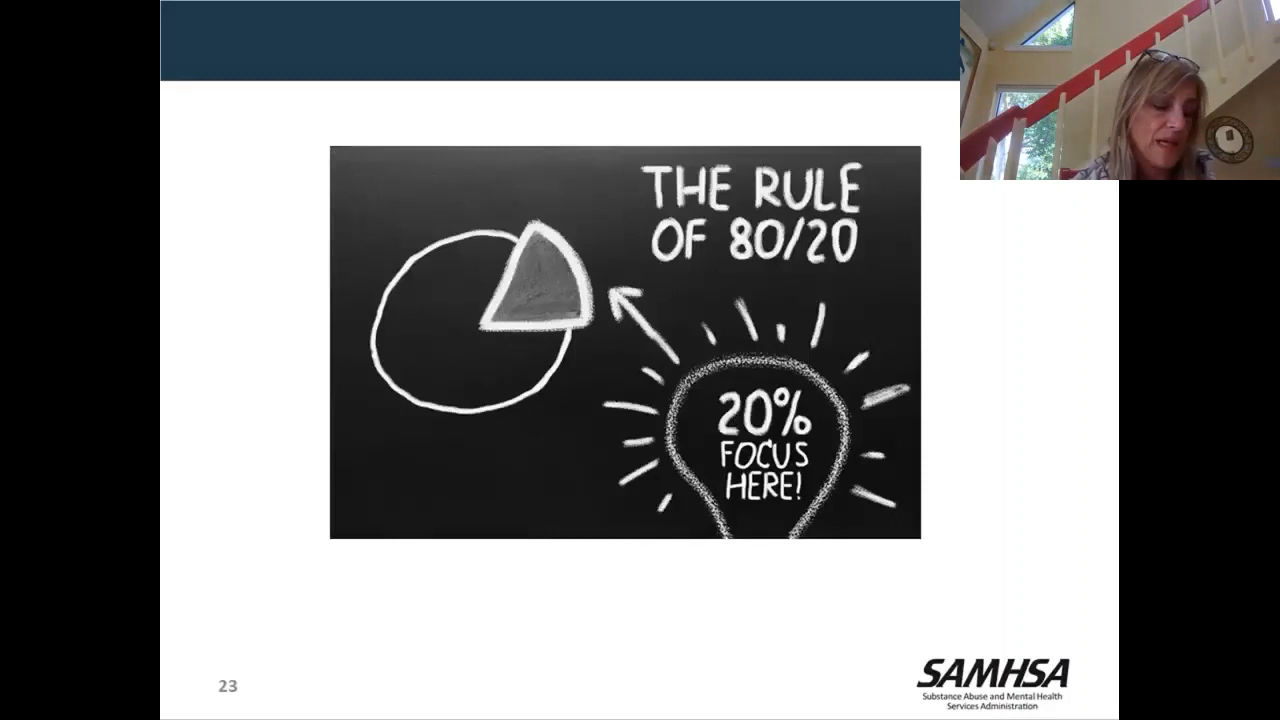 THE RULE
OF 80/20
20%
FOCUS
HERE!
23
SAMHSA
Substance Abuse and Mental Health
Services Administration